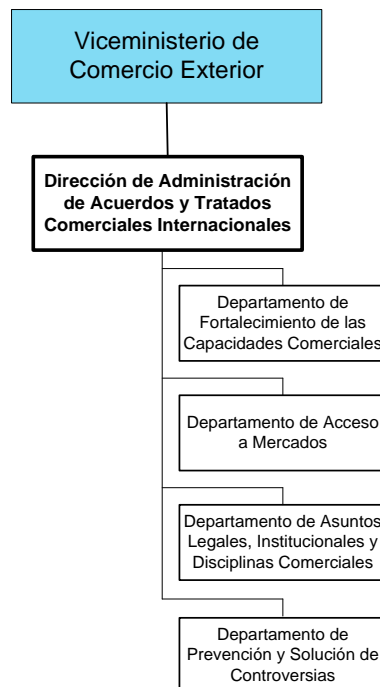 Viceministerio de
Comercio Exterior
Dirección de Administración
de Acuerdos y Tratados
Comerciales Internacionales
Departamento de
Fortalecimiento de las
Capacidades Comerciales
Departamento de Acceso
a Mercados
Departamento de Asuntos
Legales, Institucionales y
Disciplinas Comerciales
Departamento de
Prevención y Solución de
Controversias